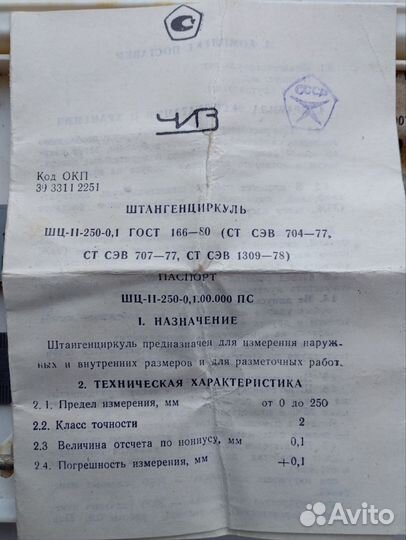 СССР
ЧИЗ
Код ОКП
39 3311 2251
ШТАНГЕНЦИРКУЛЬ
ШЦ-II-250-0,1 ГОСТ 166—80 (СТ СЭВ 704—77,
СТ СЭВ 707—77, СТ СЭВ 1309—78)
ПАСПОРТ
ШЦ-II-250-0,1.00.000 ПС
1. НАЗНАЧЕНИЕ
Штангенциркуль предназначен для измерения наруж-
ных и внутренних размеров и для разметочных работ.
2. ТЕХНИЧЕСКАЯ ХАРАКТЕРИСТИКА
2.1. Предел измерения, мм от 0 до 250
2.2. Класс точности 2
2.3 Величина отсчета по нониусу, мм 0,1
2.4. Погрешность измерения, мм +0,1
Avito